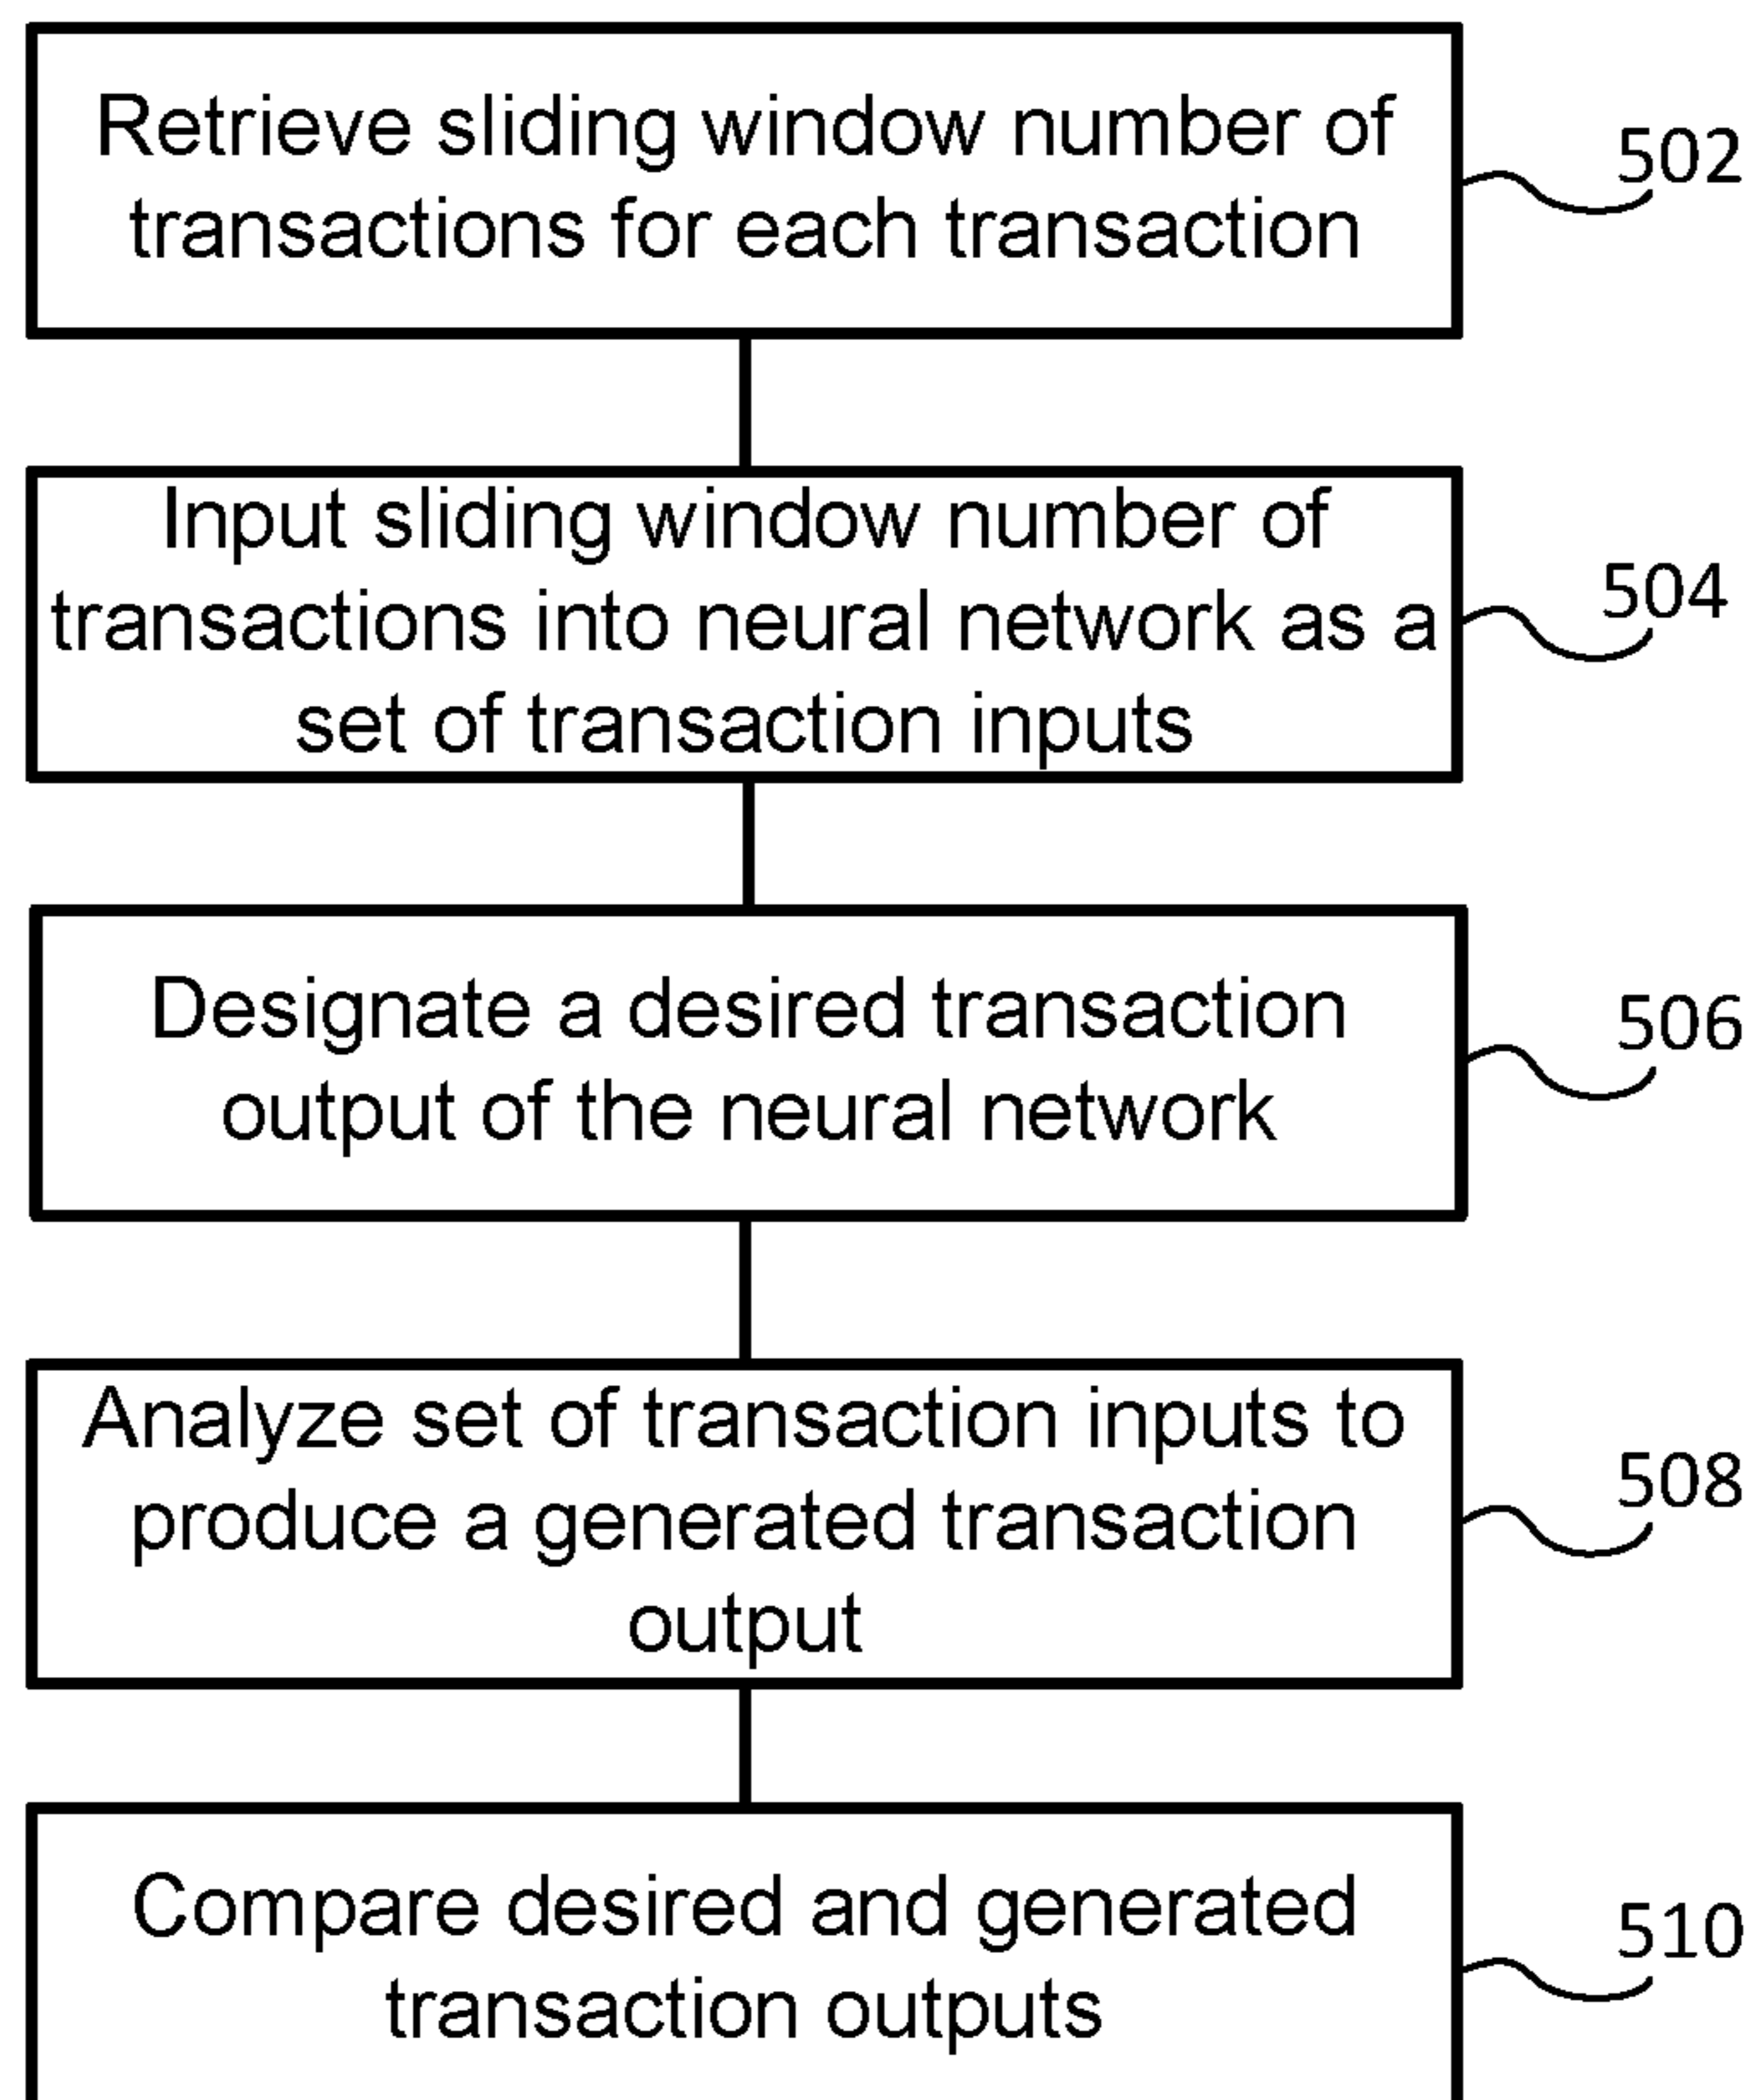 Retrieve sliding window number of
transactions for each transaction
502
Input sliding window number of
transactions into neural network as a
set of transaction inputs
504
Designate a desired transaction
output of the neural network
506
Analyze set of transaction inputs to
produce a generated transaction
output
508
Compare desired and generated
transaction outputs
510